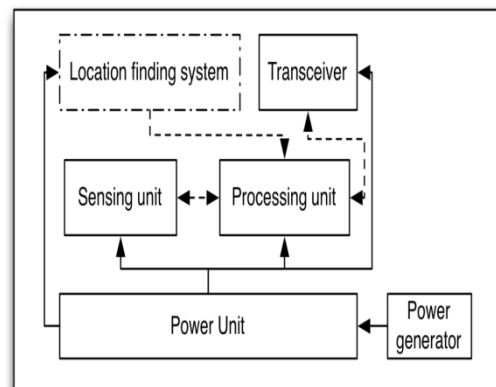 Location finding system
Transceiver
Sensing unit
Processing unit
Power Unit
Power
generator